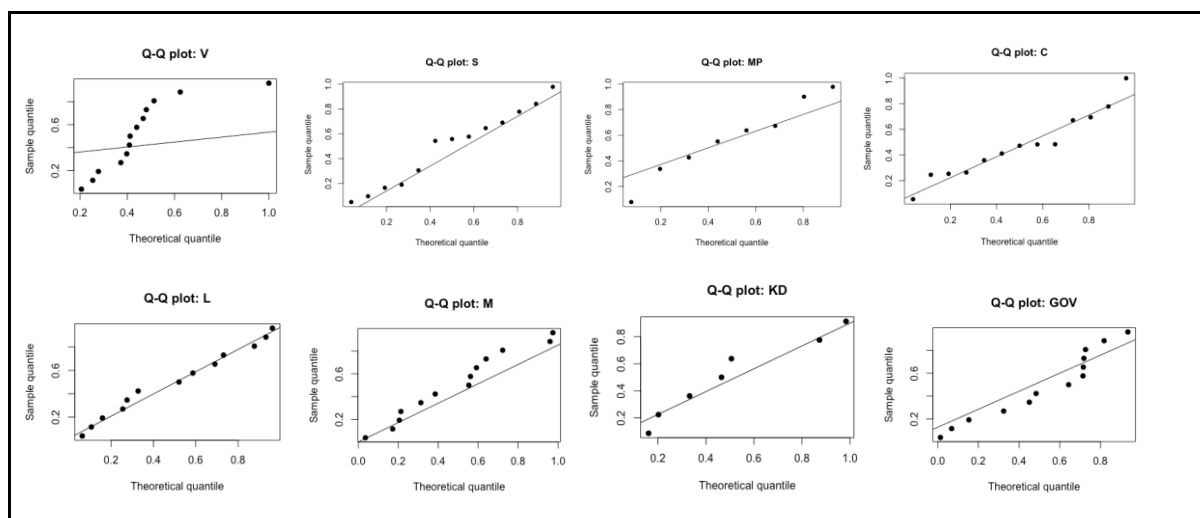 Q-Q plot: V
Sample quantile
0.2 0.6
0.2 0.4 0.6 0.8 1.0
Theoretical quantile
Q-Q plot: S
Sample quantile
0.2 0.4 0.6 0.8 1.0
0.2 0.4 0.6 0.8
Theoretical quantile
Q-Q plot: MP
Sample quantile
0.2 0.4 0.6 0.8 1.0
0.2 0.4 0.6 0.8
Theoretical quantile
Q-Q plot: C
Sample quantile
0.2 0.4 0.6 0.8 1.0
0.2 0.4 0.6 0.8
Theoretical quantile
Q-Q plot: L
Sample quantile
0.2 0.6
0.2 0.4 0.6 0.8
Theoretical quantile
Q-Q plot: M
Sample quantile
0.2 0.6
0.0 0.2 0.4 0.6 0.8 1.0
Theoretical quantile
Q-Q plot: KD
Sample quantile
0.2 0.4 0.6 0.8
0.2 0.4 0.6 0.8 1.0
Theoretical quantile
Q-Q plot: GOV
Sample quantile
0.2 0.6
0.0 0.2 0.4 0.6 0.8
Theoretical quantile